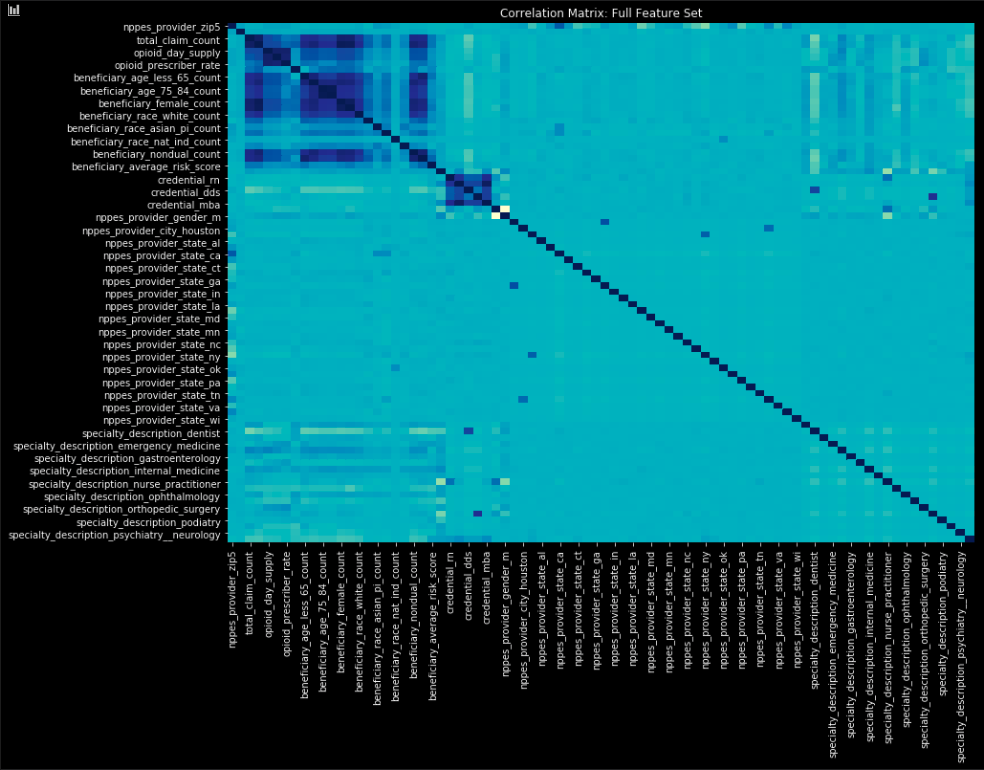 Correlation Matrix: Full Feature Set
nppes_provider_zip5
total_claim_count
opioid_day_supply
opioid_prescriber_rate
beneficiary_age_less_65_count
beneficiary_age_75_84_count
beneficiary_female_count
beneficiary_race_white_count
beneficiary_race_asian_pi_count
beneficiary_race_nat_ind_count
beneficiary_nondual_count
beneficiary_average_risk_score
credential_rn
credential_dds
credential_mba
nppes_provider_gender_m
nppes_provider_city_houston
nppes_provider_state_al
nppes_provider_state_ca
nppes_provider_state_ct
nppes_provider_state_ga
nppes_provider_state_in
nppes_provider_state_la
nppes_provider_state_md
nppes_provider_state_mn
nppes_provider_state_nc
nppes_provider_state_ny
nppes_provider_state_ok
nppes_provider_state_pa
nppes_provider_state_tn
nppes_provider_state_va
nppes_provider_state_wi
specialty_description_dentist
specialty_description_emergency_medicine
specialty_description_gastroenterology
specialty_description_internal_medicine
specialty_description_nurse_practitioner
specialty_description_ophthalmology
specialty_description_orthopedic_surgery
specialty_description_podiatry
specialty_description_psychiatry__neurology
nppes_provider_zip5
total_claim_count
opioid_day_supply
opioid_prescriber_rate
beneficiary_age_less_65_count
beneficiary_age_75_84_count
beneficiary_female_count
beneficiary_race_white_count
beneficiary_race_asian_pi_count
beneficiary_race_nat_ind_count
beneficiary_nondual_count
beneficiary_average_risk_score
credential_rn
credential_dds
credential_mba
nppes_provider_gender_m
nppes_provider_city_houston
nppes_provider_state_al
nppes_provider_state_ca
nppes_provider_state_ct
nppes_provider_state_ga
nppes_provider_state_in
nppes_provider_state_la
nppes_provider_state_md
nppes_provider_state_mn
nppes_provider_state_nc
nppes_provider_state_ny
nppes_provider_state_ok
nppes_provider_state_pa
nppes_provider_state_tn
nppes_provider_state_va
nppes_provider_state_wi
specialty_description_dentist
specialty_description_emergency_medicine
specialty_description_gastroenterology
specialty_description_internal_medicine
specialty_description_nurse_practitioner
specialty_description_ophthalmology
specialty_description_orthopedic_surgery
specialty_description_podiatry
specialty_description_psychiatry__neurology